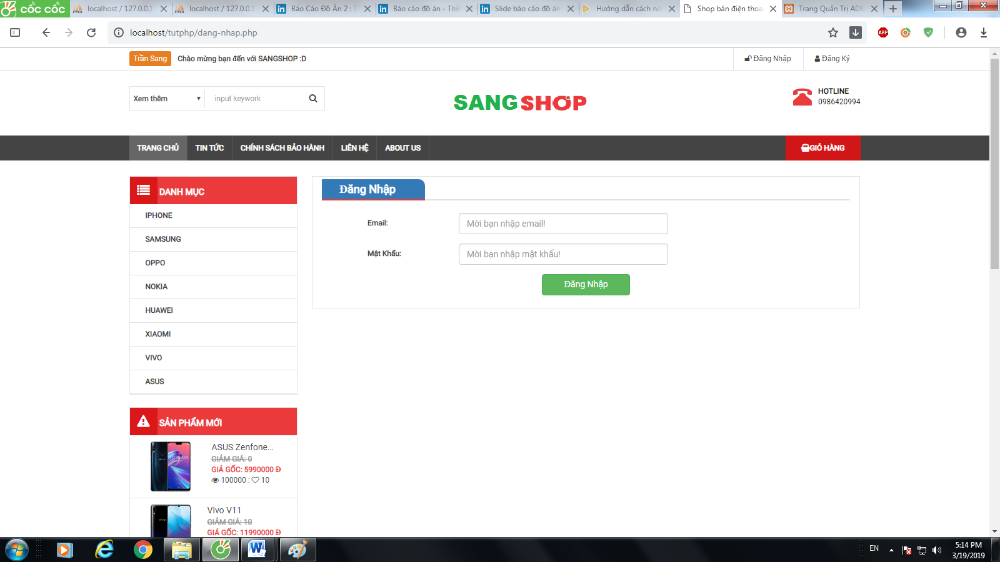 cốc cốc
localhost / 127.0.0.1
localhost / 127.0.0.1
Báo Cáo Đồ Án 2 : T
Báo cáo đồ án - Thiế
Slide báo cáo đồ án
Hướng dẫn cách né
Shop bán điện thoạ
Trang Quản Trị ADM
localhost/tutphp/dang-nhap.php
ABP
Trần Sang Chào mừng bạn đến với SANGSHOP :D
Đăng Nhập
Đăng Ký
Xem thêm
input keywork
SANG SHOP
HOTLINE
0986420994
TRANG CHỦ
TIN TỨC
CHÍNH SÁCH BẢO HÀNH
LIÊN HỆ
ABOUT US
GIỎ HÀNG
DANH MỤC
IPHONE
SAMSUNG
OPPO
NOKIA
HUAWEI
XIAOMI
VIVO
ASUS
Đăng Nhập
Email:
Mời bạn nhập email!
Mật Khẩu:
Mời bạn nhập mật khẩu!
Đăng Nhập
SẢN PHẨM MỚI
ASUS Zenfone...
GIẢM GIÁ: 0
GIÁ GỐC: 5990000 Đ
100000 : 10
Vivo V11
GIẢM GIÁ: 10
GIÁ GỐC: 11990000 Đ
EN
5:14 PM
3/19/2019